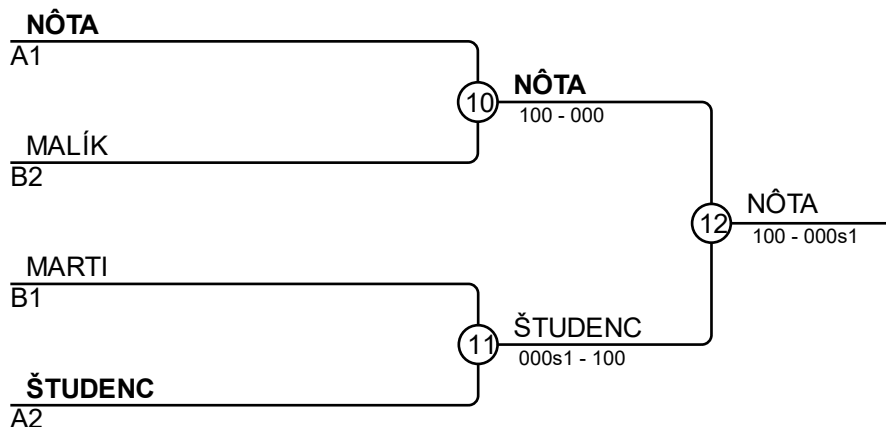 NÔTA
A1
MALÍK
B2
10
NÔTA
100 - 000
MARTI
B1
ŠTUDENC
A2
11
ŠTUDENC
000s1 - 100
12
NÔTA
100 - 000s1